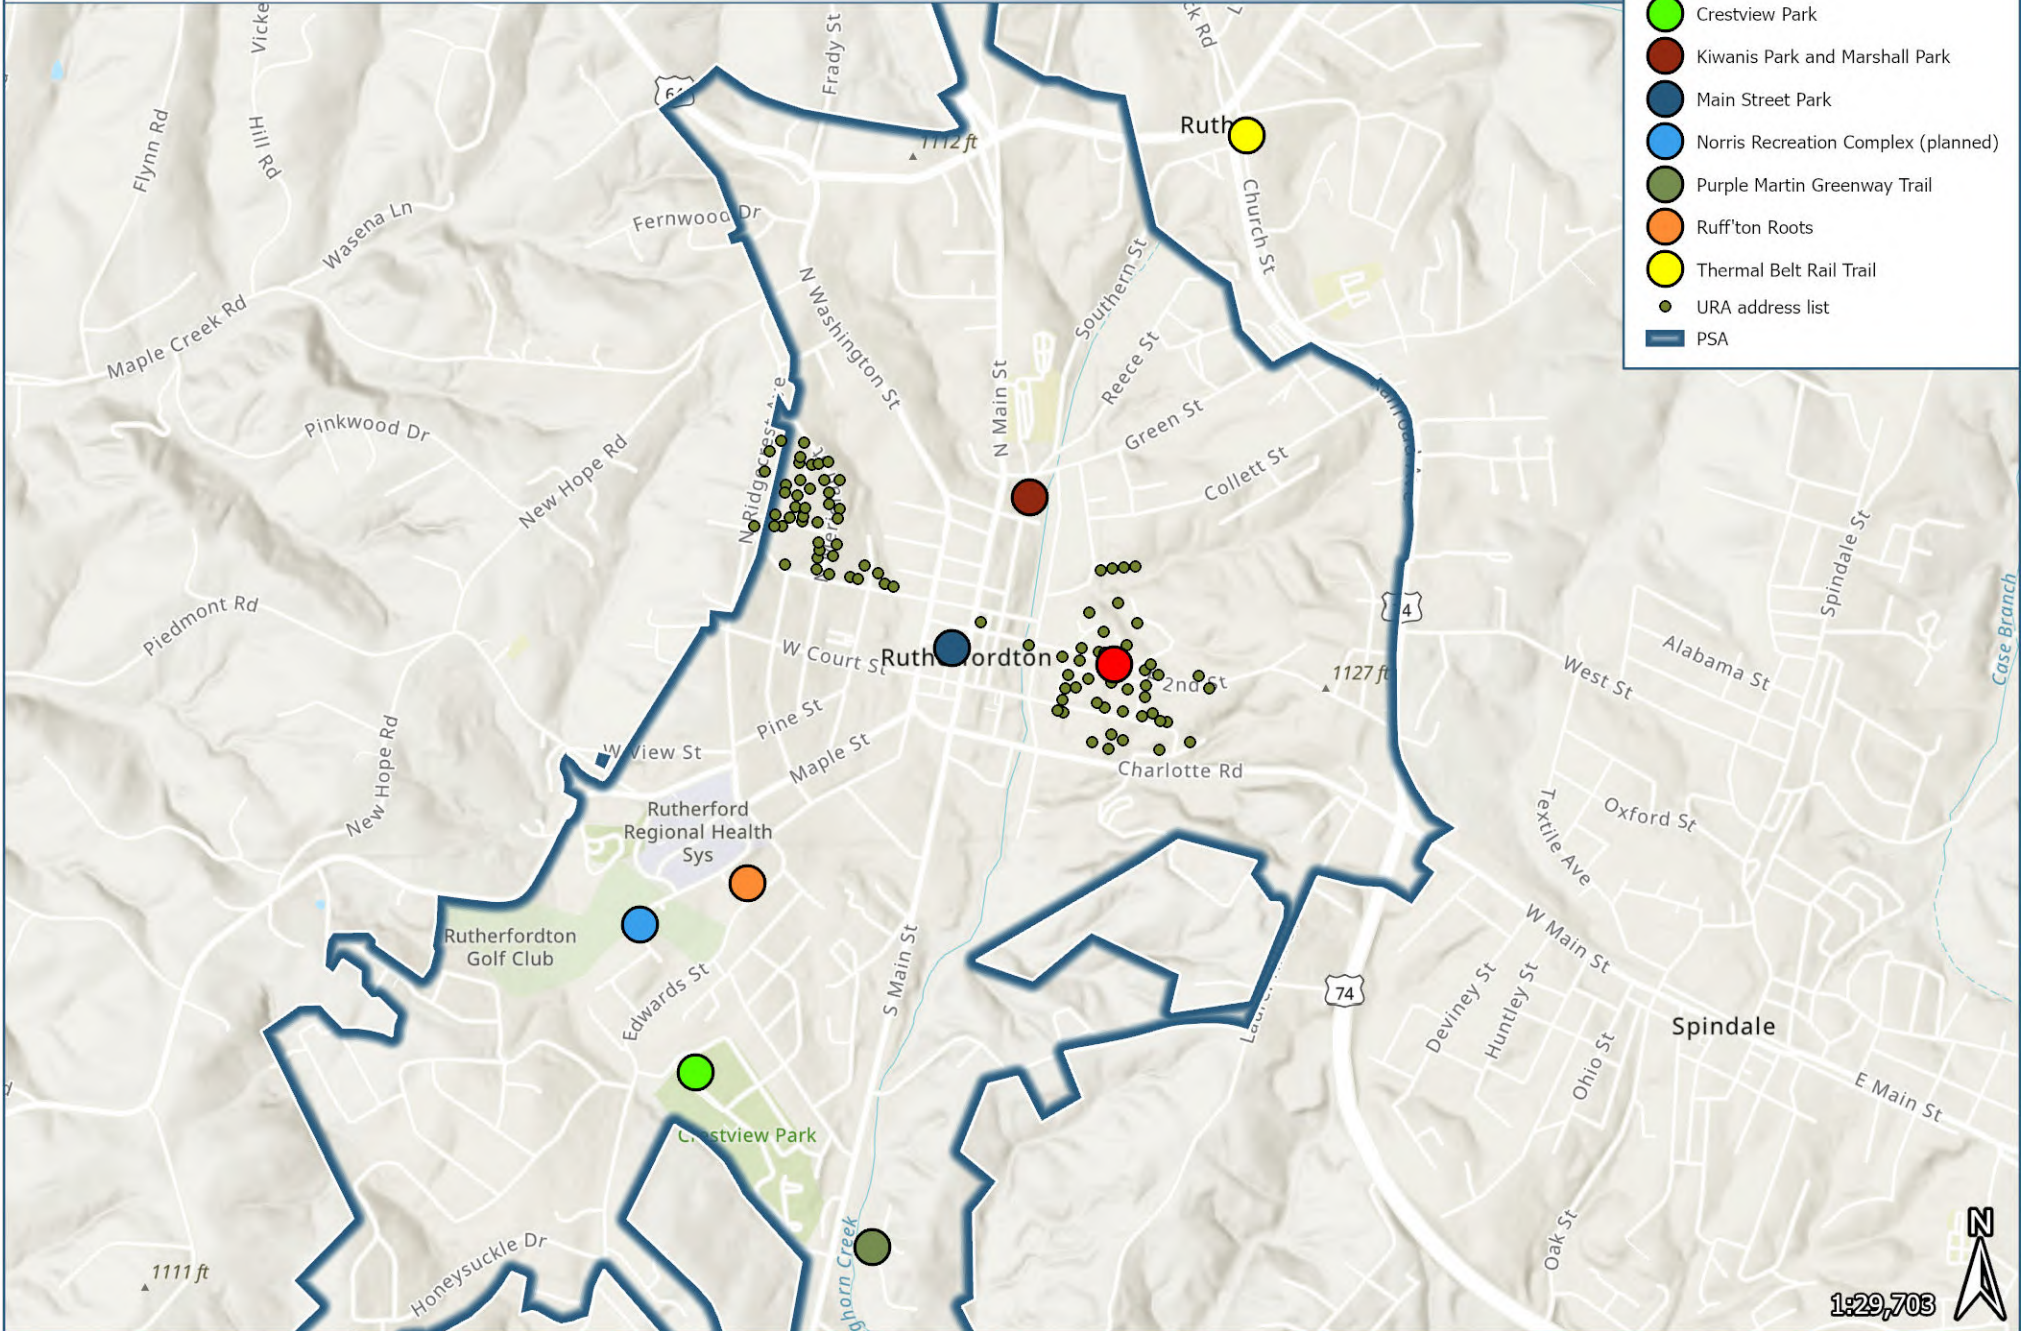 Crestview Park
Kiwanis Park and Marshall Park
Main Street Park
Norris Recreation Complex (planned)
Purple Martin Greenway Trail
Ruff'ton Roots
Thermal Belt Rail Trail
URA address list
PSA
Frady St
Flynn Rd
Hill Rd
Wasena Ln
Maple Creek Rd
Fernwood Dr
1112 ft
Church St
N Washington St
Southern St
Reece St
N Main St
Green St
Collett St
Pinkwood Dr
New Hope Rd
Piedmont Rd
W Court St
2nd St
1127 ft
Pine St
Maple St
W View St
Charlotte Rd
New Hope Rd
Rutherford
Regional Health
Sys
Rutherfordton
Golf Club
Edwards St
S Main St
Crestview Park
Honeysuckle Dr
1111 ft
74
Spindale St
Case Branch
Alabama St
West St
Oxford St
Textile Ave
W Main St
Deviney St
Huntley St
Ohio St
Spindale
E Main St
Oak St
N
1:29,703